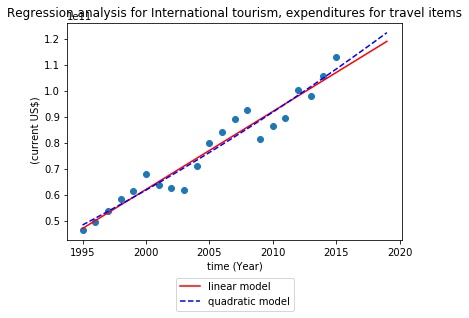 Regression analysis for International tourism, expenditures for travel items
1e11
1.2
1.1
1.0
0.9
0.8
0.7
0.6
0.5
(current US$)
1995 2000 2005 2010 2015 2020
time (Year)
linear model
quadratic model